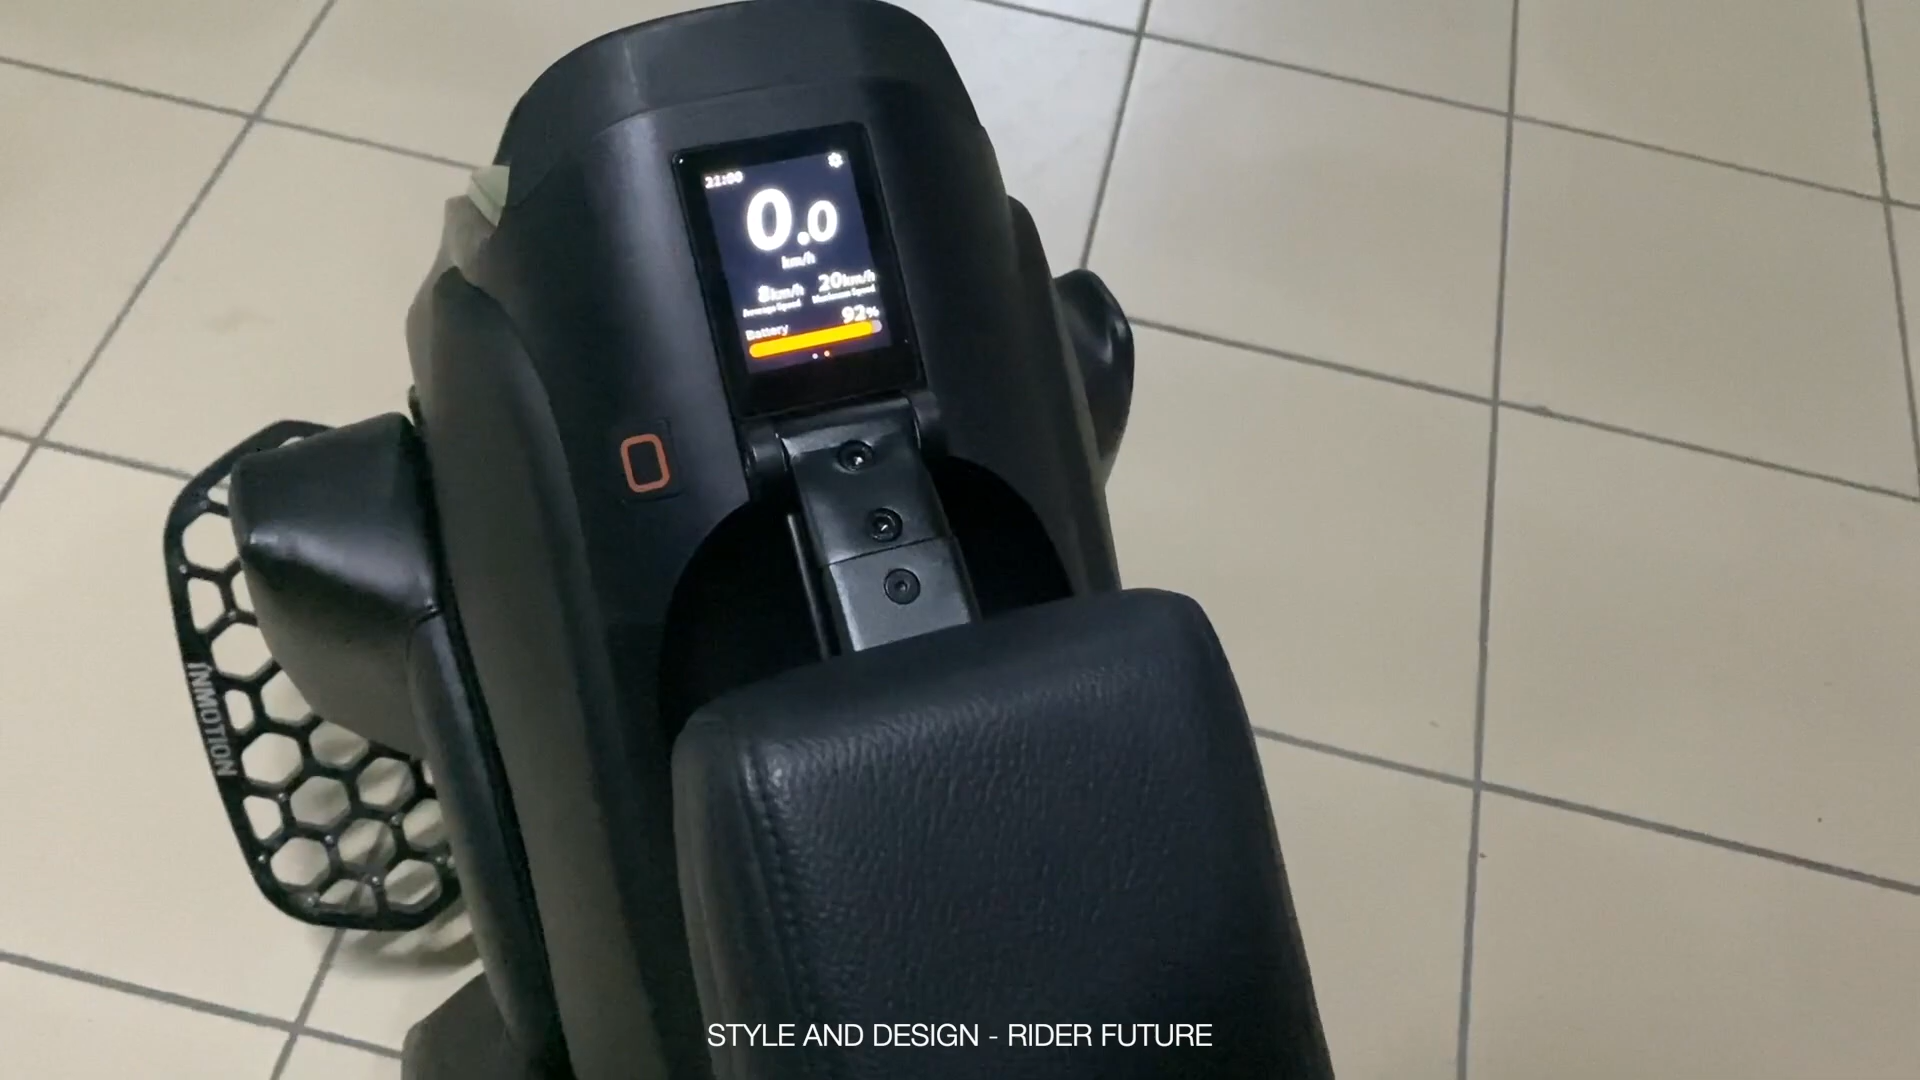 21:00
0.0
km/h
8km/h 20km/h
Average Speed Maximum Speed
Battery 92%
INMOTION
STYLE AND DESIGN - RIDER FUTURE